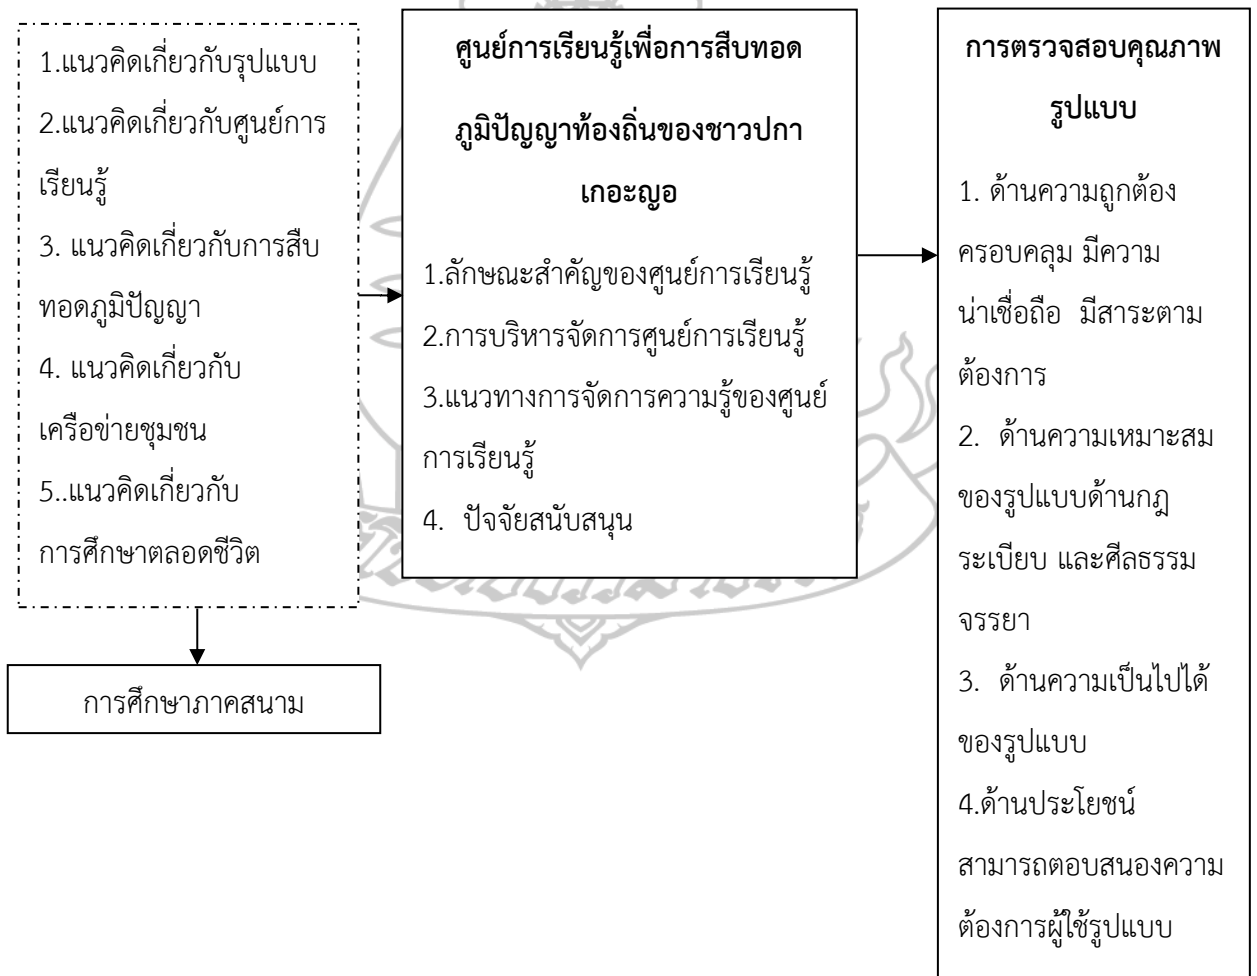 1.แนวคิดเกี่ยวกับรูปแบบ
2.แนวคิดเกี่ยวกับศูนย์การ
เรียนรู้
3. แนวคิดเกี่ยวกับการสืบ
ทอดภูมิปัญญา
4. แนวคิดเกี่ยวกับ
เครือข่ายชุมชน
5..แนวคิดเกี่ยวกับ
การศึกษาตลอดชีวิต
การศึกษาภาคสนาม
ศูนย์การเรียนรู้เพื่อการสืบทอด
ภูมิปัญญาท้องถิ่นของชาวปกา
เกอะญอ
1.ลักษณะสำคัญของศูนย์การเรียนรู้
2.การบริหารจัดการศูนย์การเรียนรู้
3.แนวทางการจัดการความรู้ของศูนย์
การเรียนรู้
4. ปัจจัยสนับสนุน
การตรวจสอบคุณภาพ
รูปแบบ
1. ด้านความถูกต้อง
ครอบคลุม มีความ
น่าเชื่อถือ มีสาระตาม
ต้องการ
2. ด้านความเหมาะสม
ของรูปแบบด้านกฎ
ระเบียบ และศีลธรรม
จรรยา
3. ด้านความเป็นไปได้
ของรูปแบบ
4.ด้านประโยชน์
สามารถตอบสนองความ
ต้องการผู้ใช้รูปแบบ